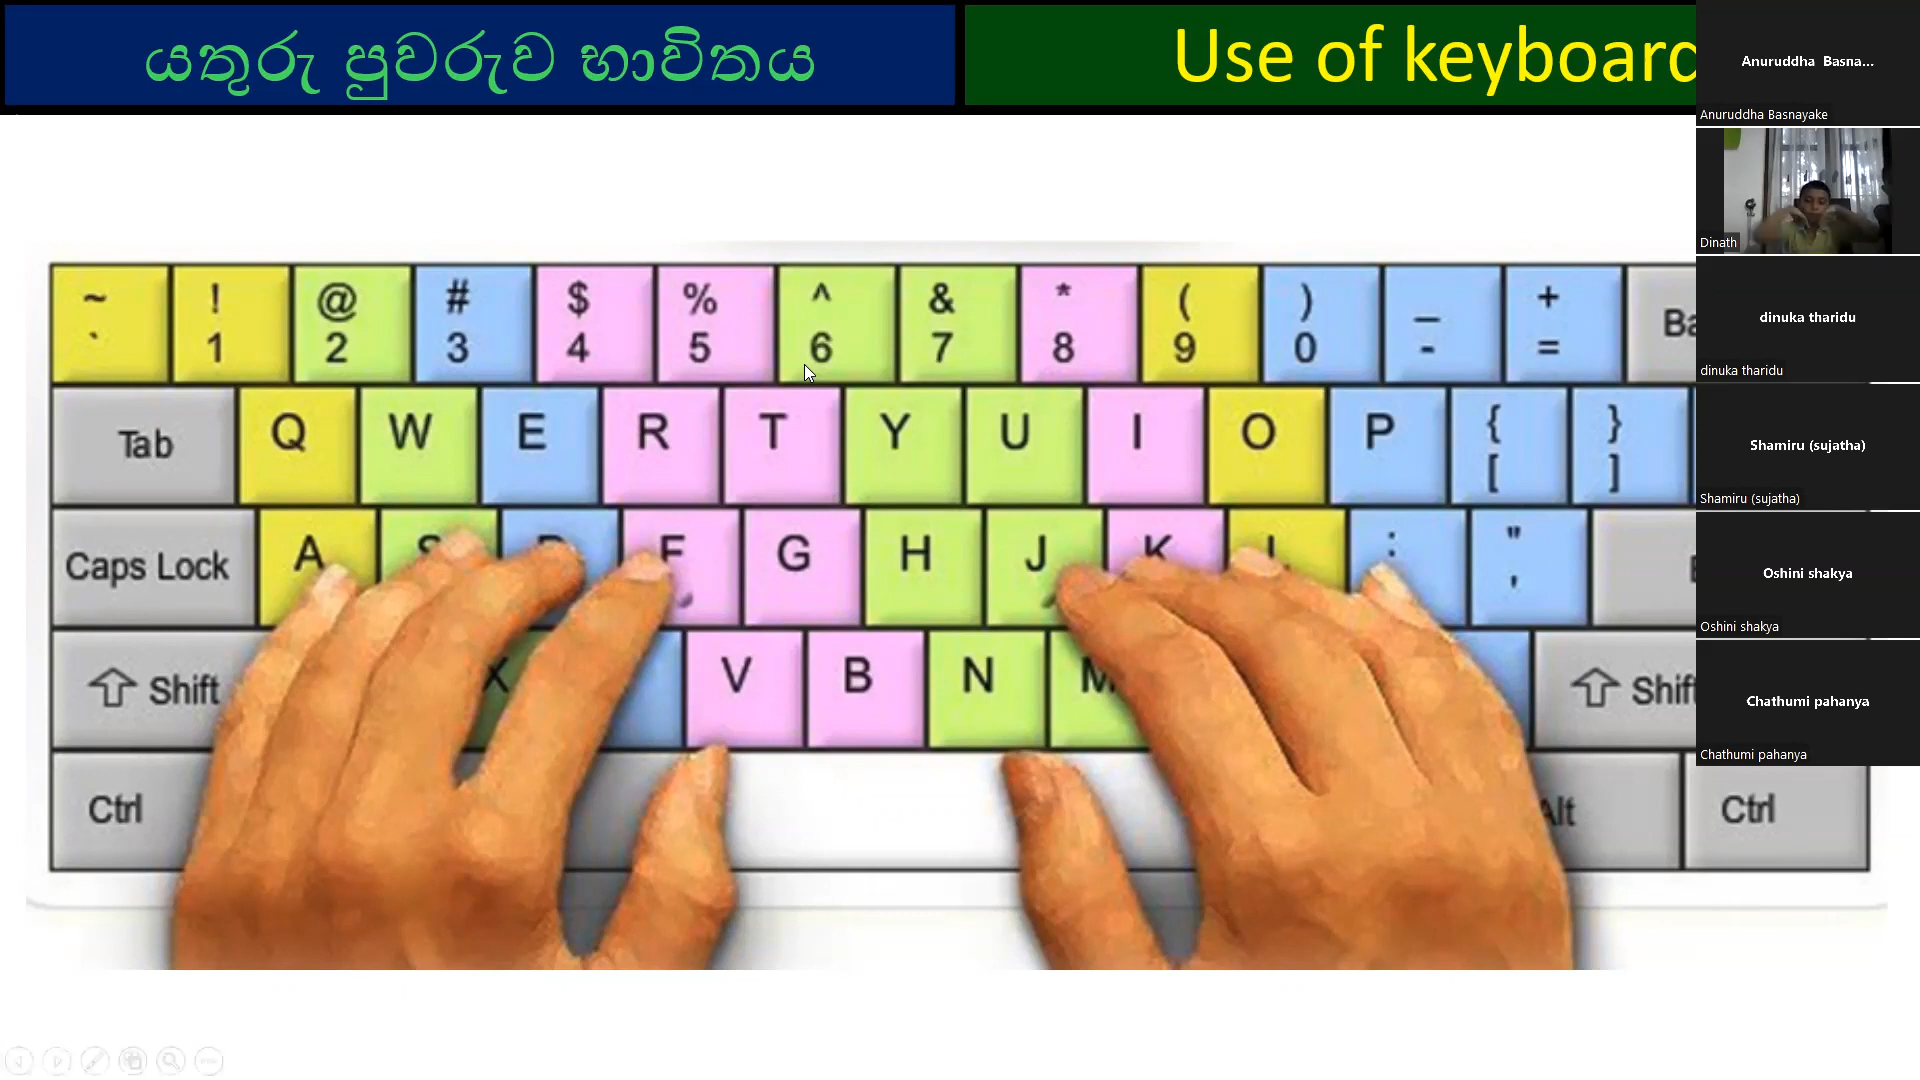 යතුරු පුවරුව භාවිතය
Use of keyboard
~ ! @ # $ % ^ & * ( ) _ +
` 1 2 3 4 5 6 7 8 9 0 - =
Tab Q W E R T Y U I O P { }
[ ]
Caps Lock A S D F G H J K L : "
'
Shift X V B N M Shift
Ctrl Alt Ctrl
Anuruddha Basna...
Anuruddha Basnayake
Dinath
dinuka tharidu
dinuka tharidu
Shamiru (sujatha)
Shamiru (sujatha)
Oshini shakya
Oshini shakya
Chathumi pahanya
Chathumi pahanya